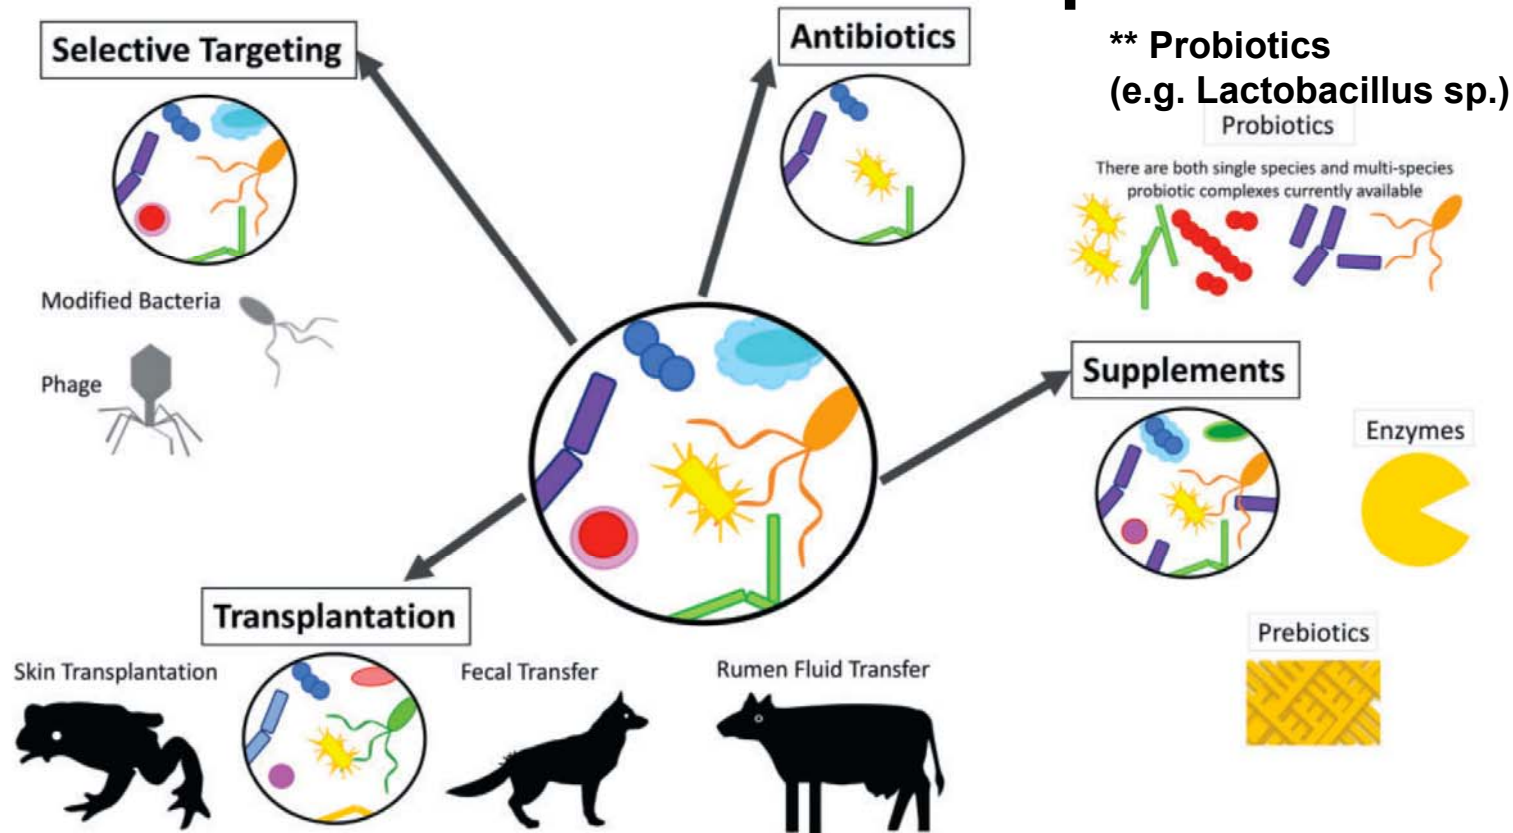 Selective Targeting
Antibiotics
** Probiotics
(e.g. Lactobacillus sp.)
Probiotics
There are both single species and multi-species
probiotic complexes currently available
Modified Bacteria
Phage
Supplements
Enzymes
Prebiotics
Transplantation
Skin Transplantation
Fecal Transfer
Rumen Fluid Transfer